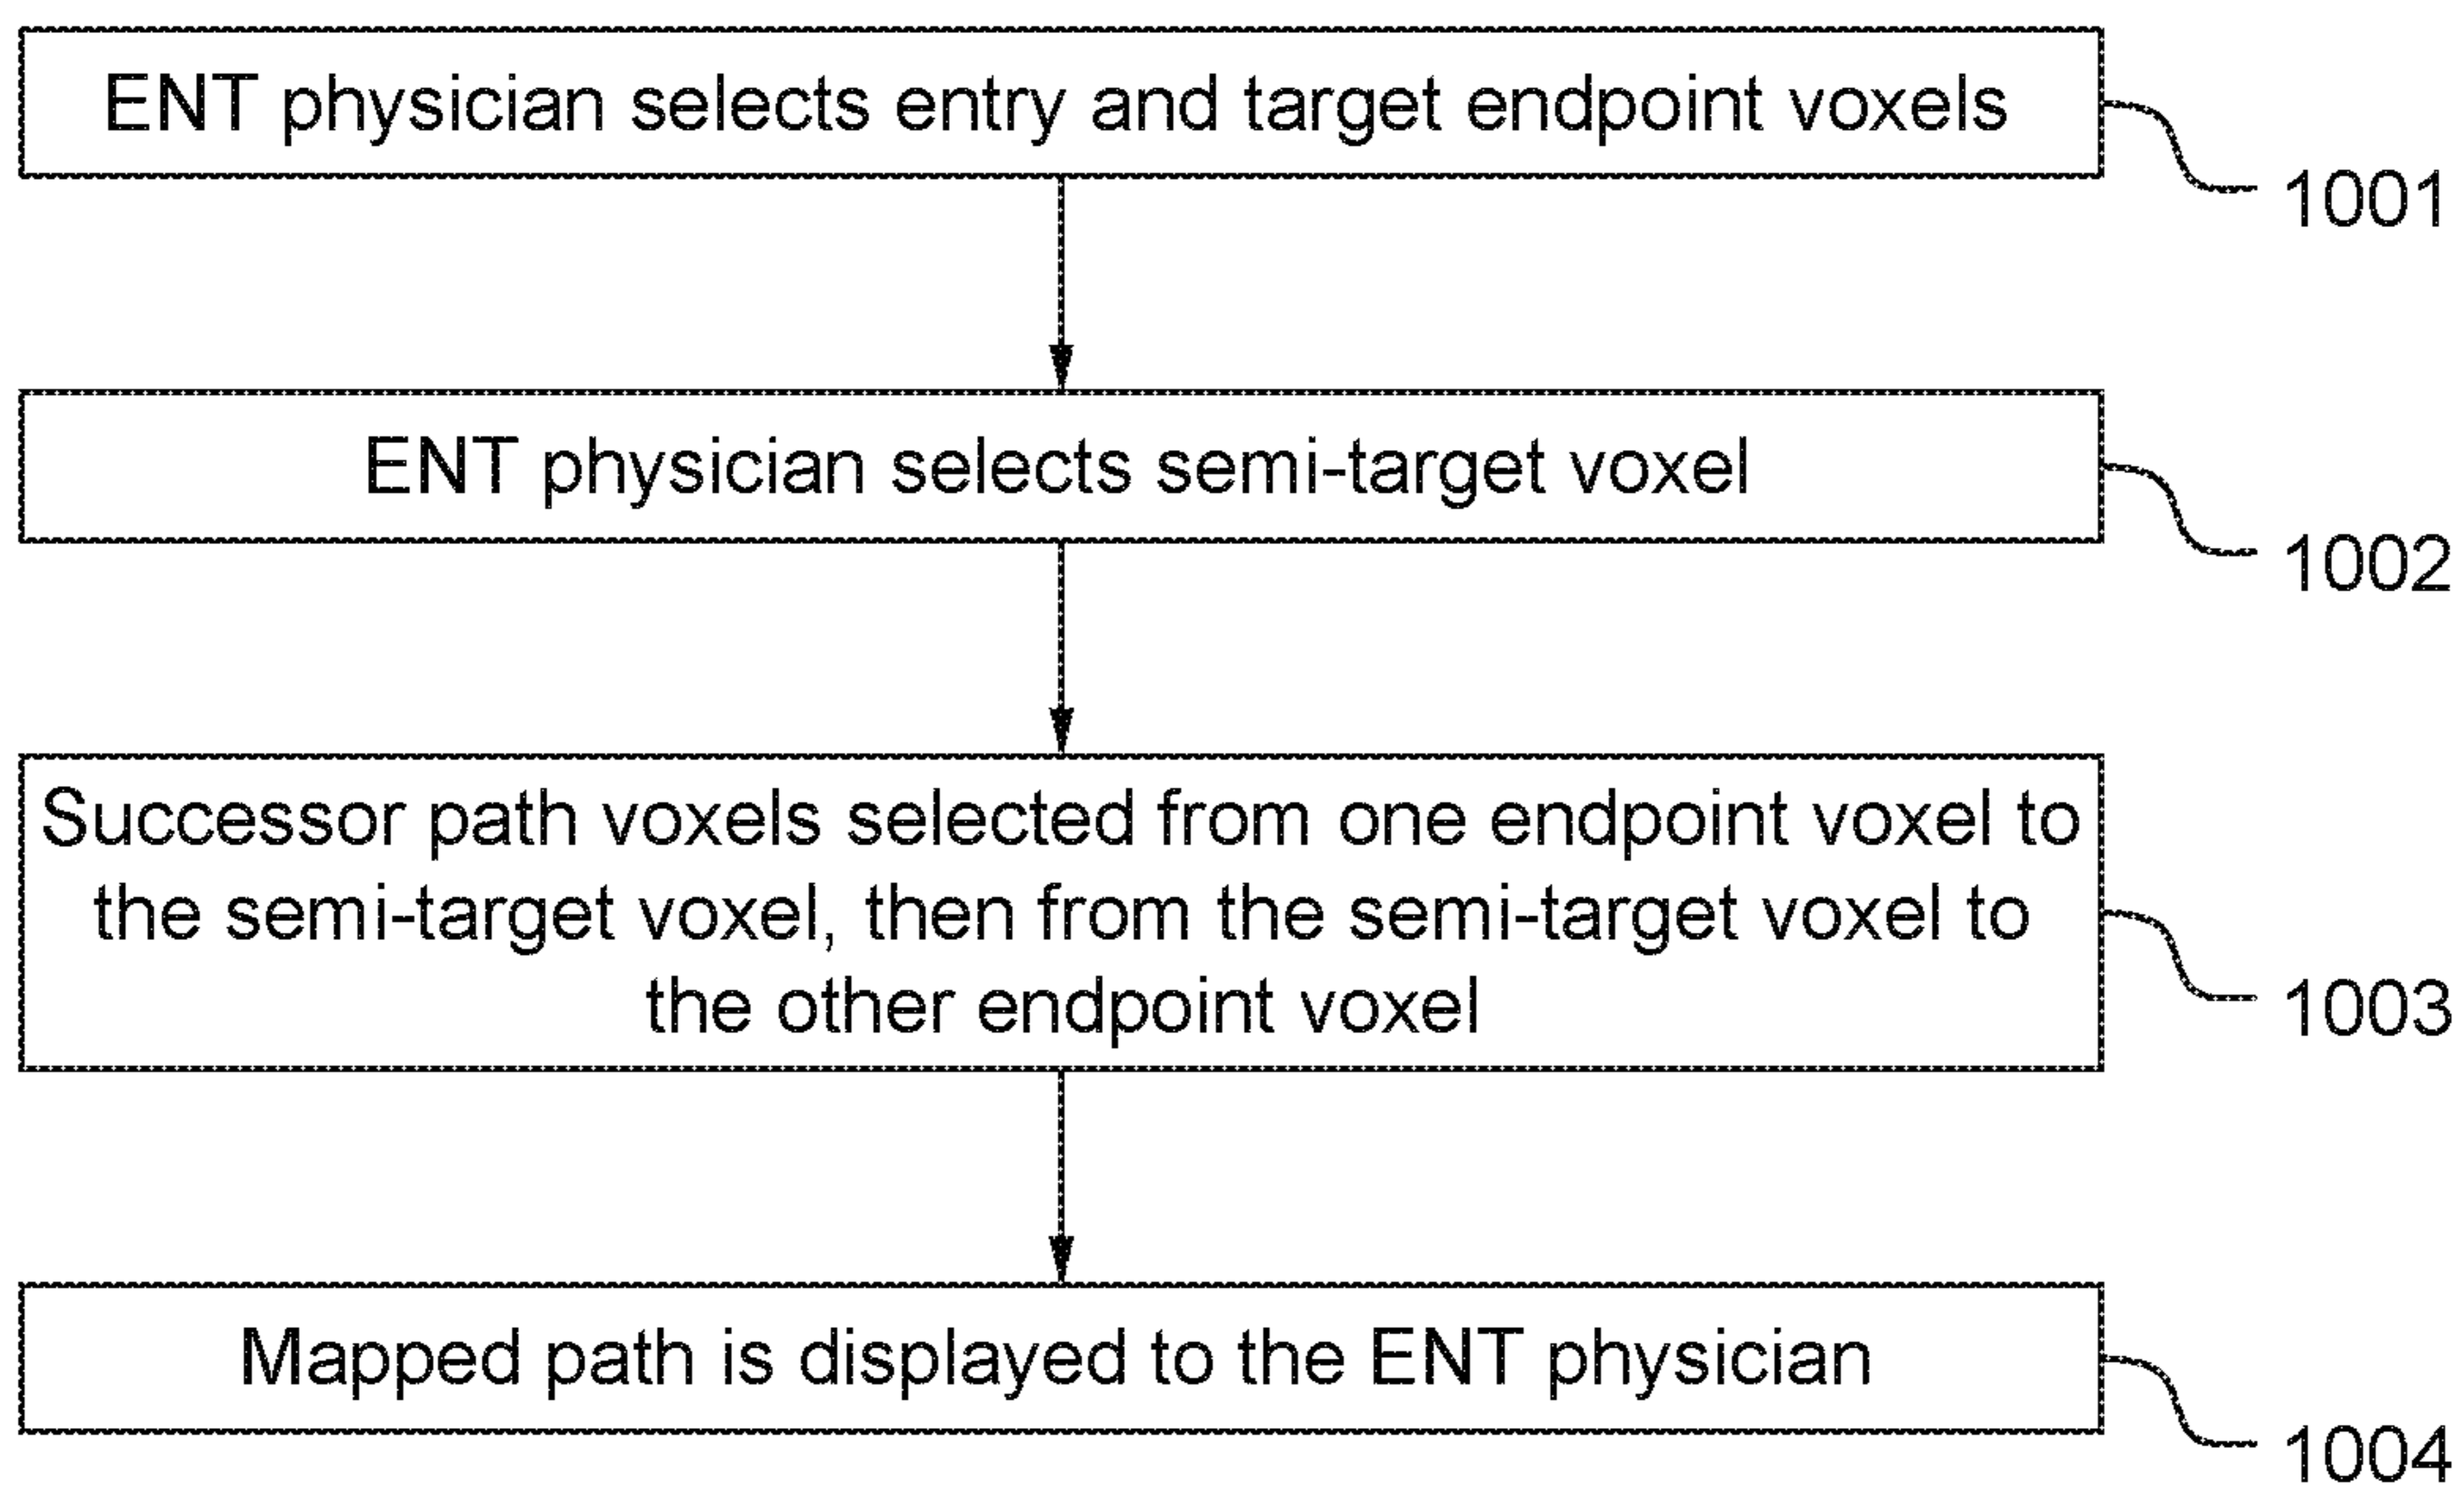 ENT physician selects entry and target endpoint voxels
1001
ENT physician selects semi-target voxel
1002
Successor path voxels selected from one endpoint voxel to
the semi-target voxel, then from the semi-target voxel to
the other endpoint voxel
1003
Mapped path is displayed to the ENT physician
1004